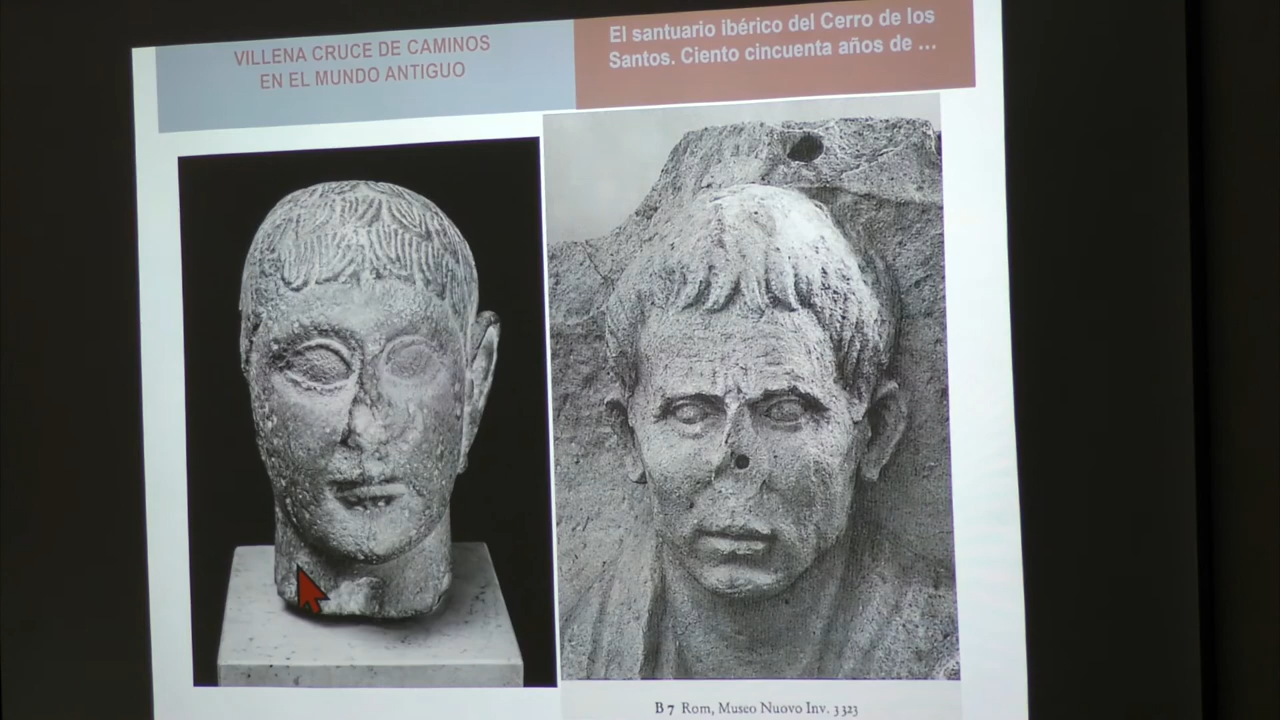 VILLENA CRUCE DE CAMINOS
EN EL MUNDO ANTIGUO
El santuario ibérico del Cerro de los
Santos. Ciento cincuenta años de ...
B 7 Rom, Museo Nuovo Inv. 3323